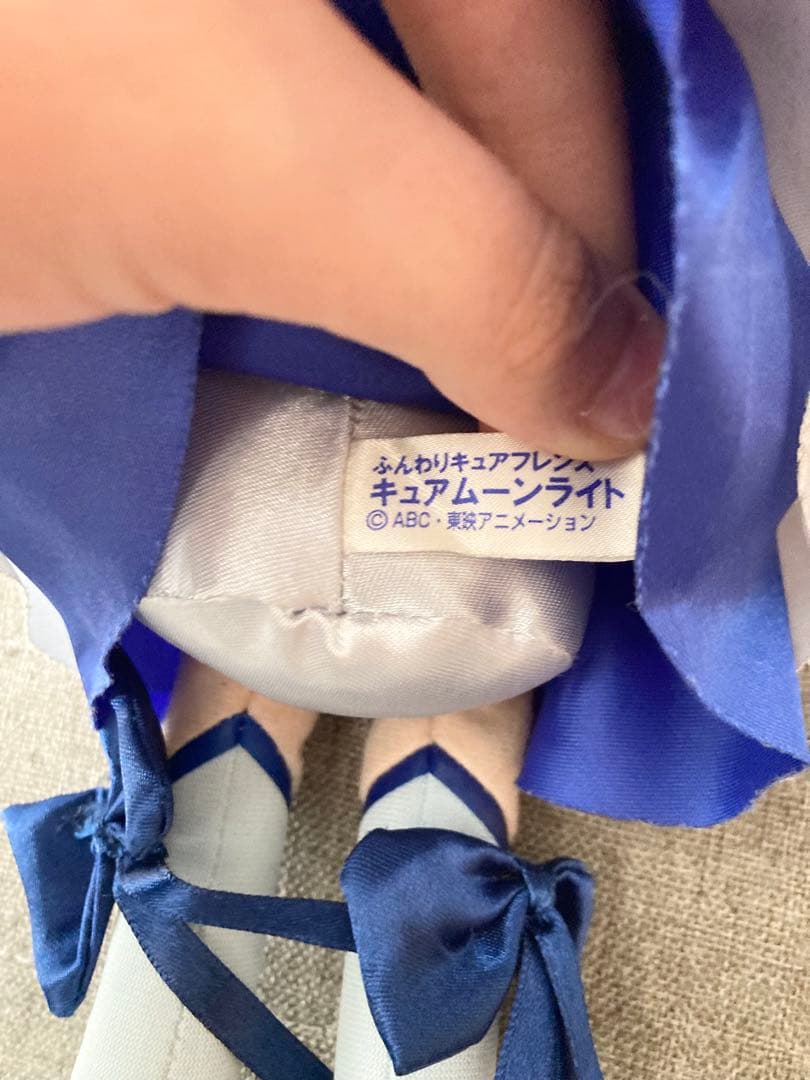 ふんわりキュアフレンズ
キュアムーンライト
Ⓒ ABC・東映アニメーション